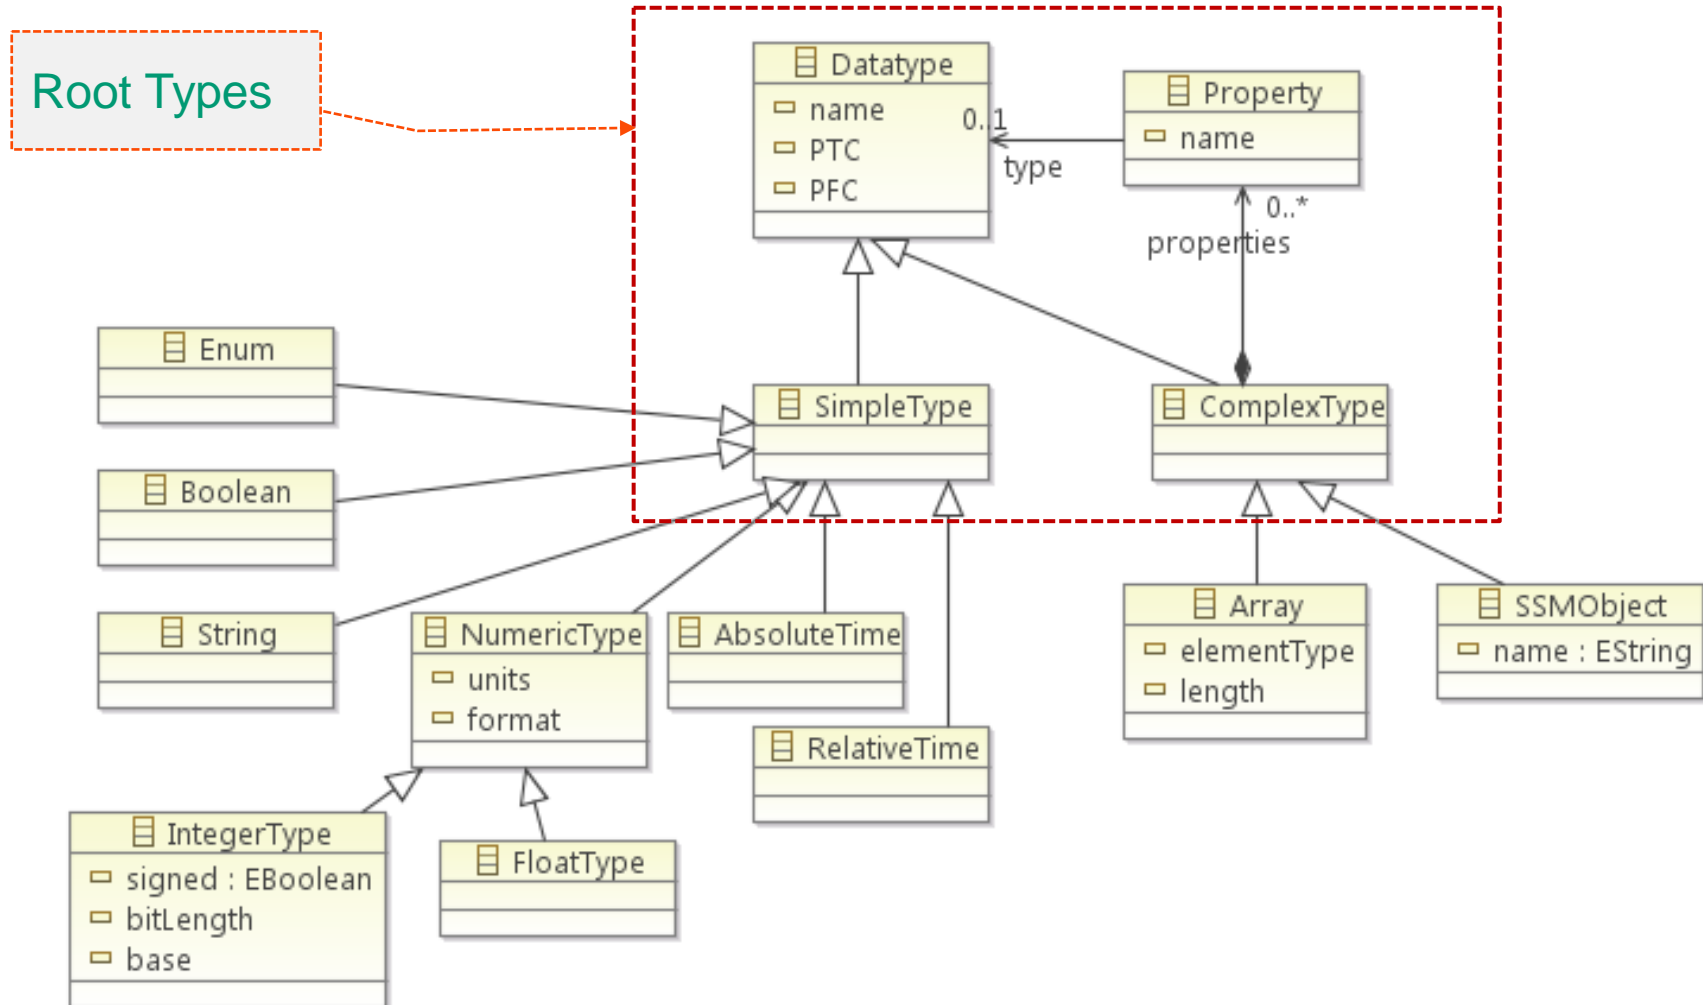 Root Types
Datatype
name
PTC
PFC
0..1
type
Property
name
0..*
properties
Enum
SimpleType
ComplexType
Boolean
String
NumericType
units
format
AbsoluteTime
RelativeTime
Array
elementType
length
SSMObject
name : EString
IntegerType
signed : EBoolean
bitLength
base
FloatType